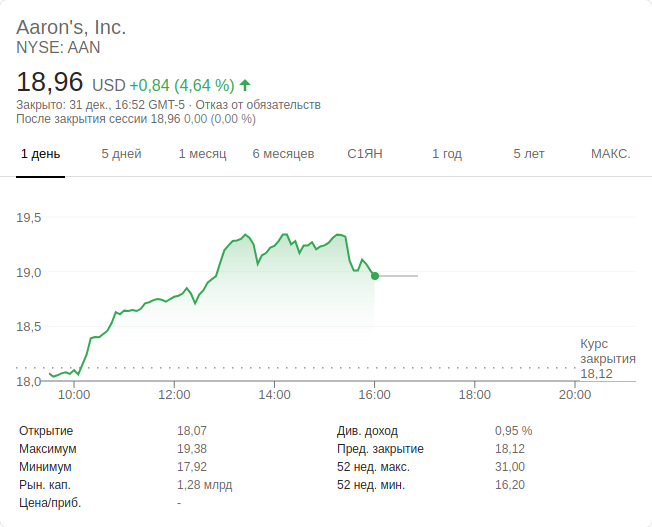 Aaron's, Inc.
NYSE: AAN
18,96 USD +0,84 (4,64 %)
Закрыто: 31 дек., 16:52 GMT-5 · Отказ от обязательств
После закрытия сессии 18,96 0,00 (0,00 %)
1 день 5 дней 1 месяц 6 месяцев С1ЯН 1 год 5 лет МАКС.
19,5
19,0
18,5
18,0
Курс
закрытия
18,12
10:00 12:00 14:00 16:00 18:00 20:00
Открытие 18,07 Див. доход 0,95 %
Максимум 19,38 Пред. закрытие 18,12
Минимум 17,92 52 нед. макс. 31,00
Рын. кап. 1,28 млрд 52 нед. мин. 16,20
Цена/приб. -